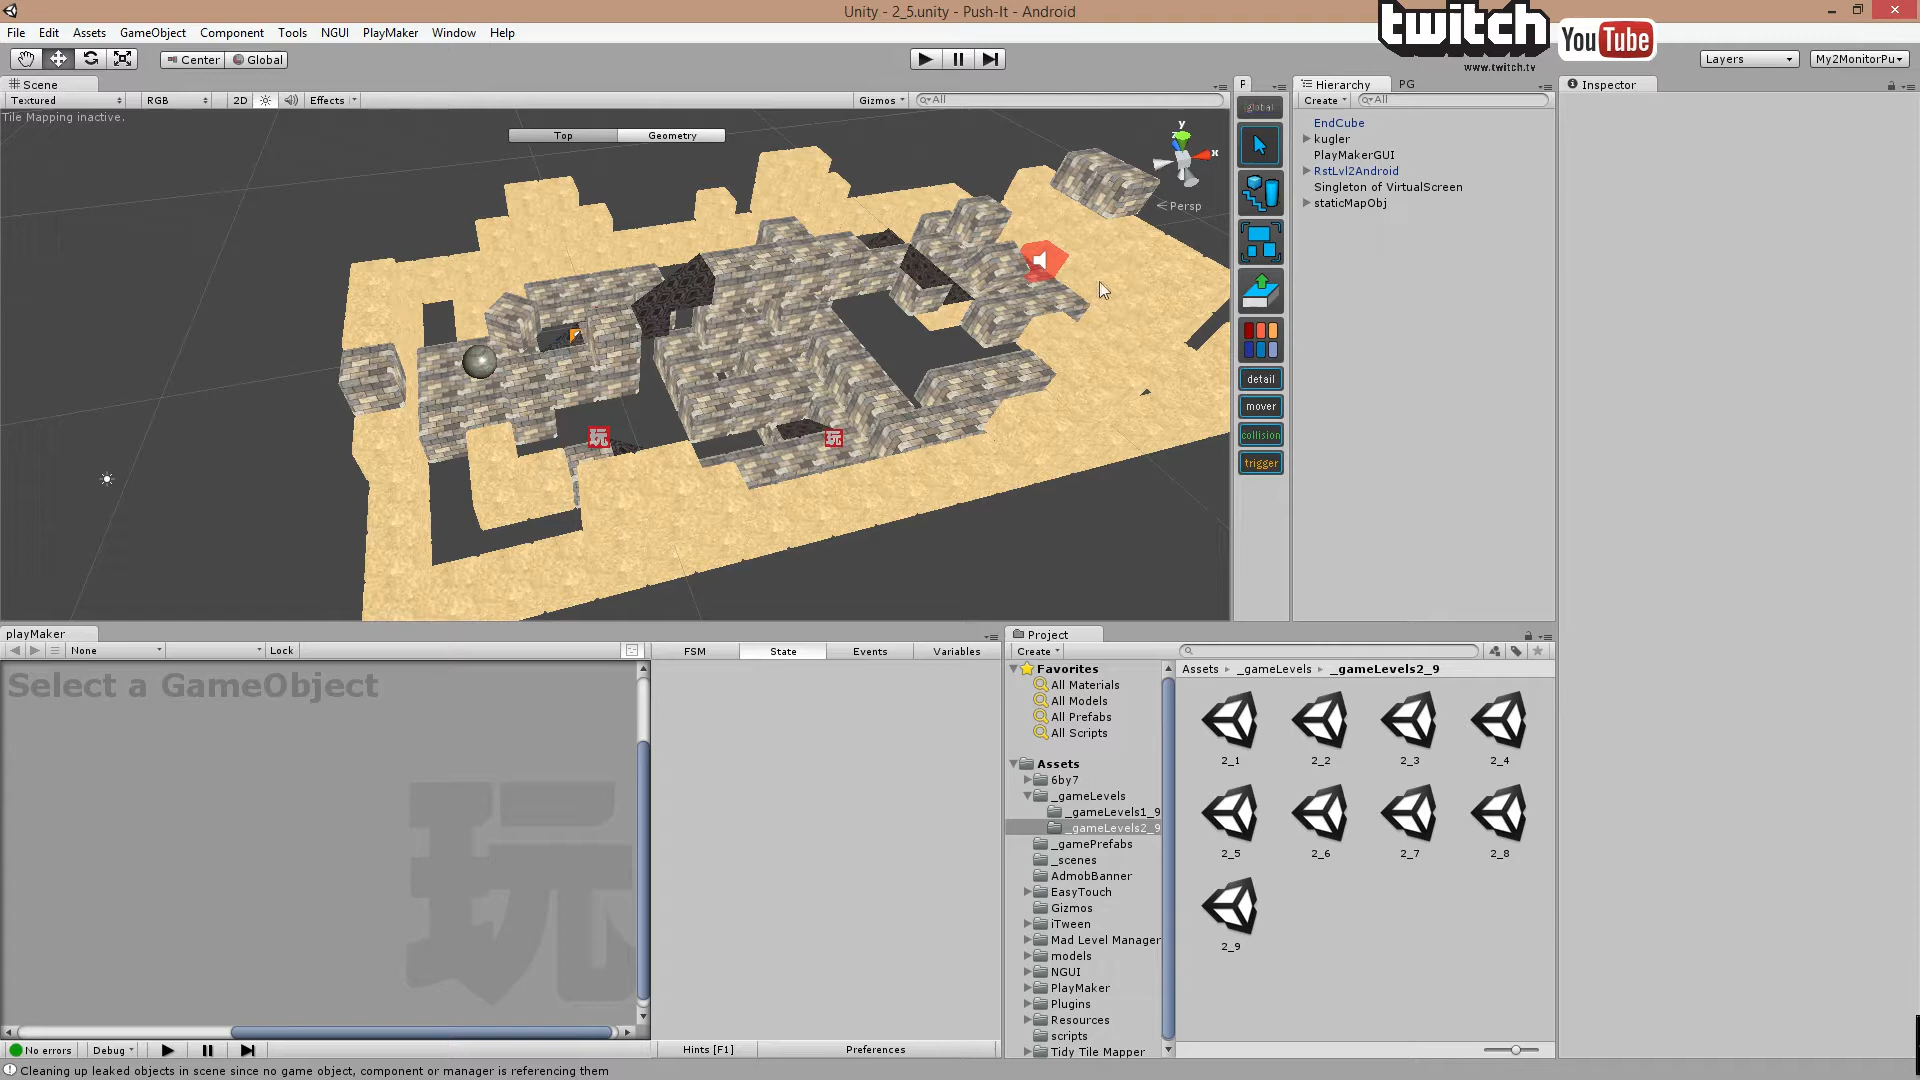 Unity - 2_5.unity - Push-It - Android
twitch
www.twitch.tv
YouTube
File Edit Assets GameObject Component Tools NGUI PlayMaker Window Help
Center Global
Layers My2MonitorPu
Scene
Hierarchy PG
Inspector
Textured RGB 2D Effects Gizmos All
Create All
Tile Mapping inactive.
Top Geometry
y
x
Persp
global
detail
mover
collision
trigger
EndCube
kugler
PlayMakerGUI
RstLvl2Android
Singleton of VirtualScreen
staticMapObj
玩
玩
playMaker
None Lock
FSM State Events Variables
Select a GameObject
玩
No errors Debug
Hints [F1] Preferences
Project
Create
Favorites
All Materials
All Models
All Prefabs
All Scripts
Assets
6by7
_gameLevels
_gameLevels1_9
_gameLevels2_9
_gamePrefabs
_scenes
AdmobBanner
EasyTouch
Gizmos
iTween
Mad Level Manager
models
NGUI
PlayMaker
Plugins
Resources
scripts
Tidy Tile Mapper
Assets _gameLevels _gameLevels2_9
2_1 2_2 2_3 2_4
2_5 2_6 2_7 2_8
2_9
Cleaning up leaked objects in scene since no game object, component or manager is referencing them